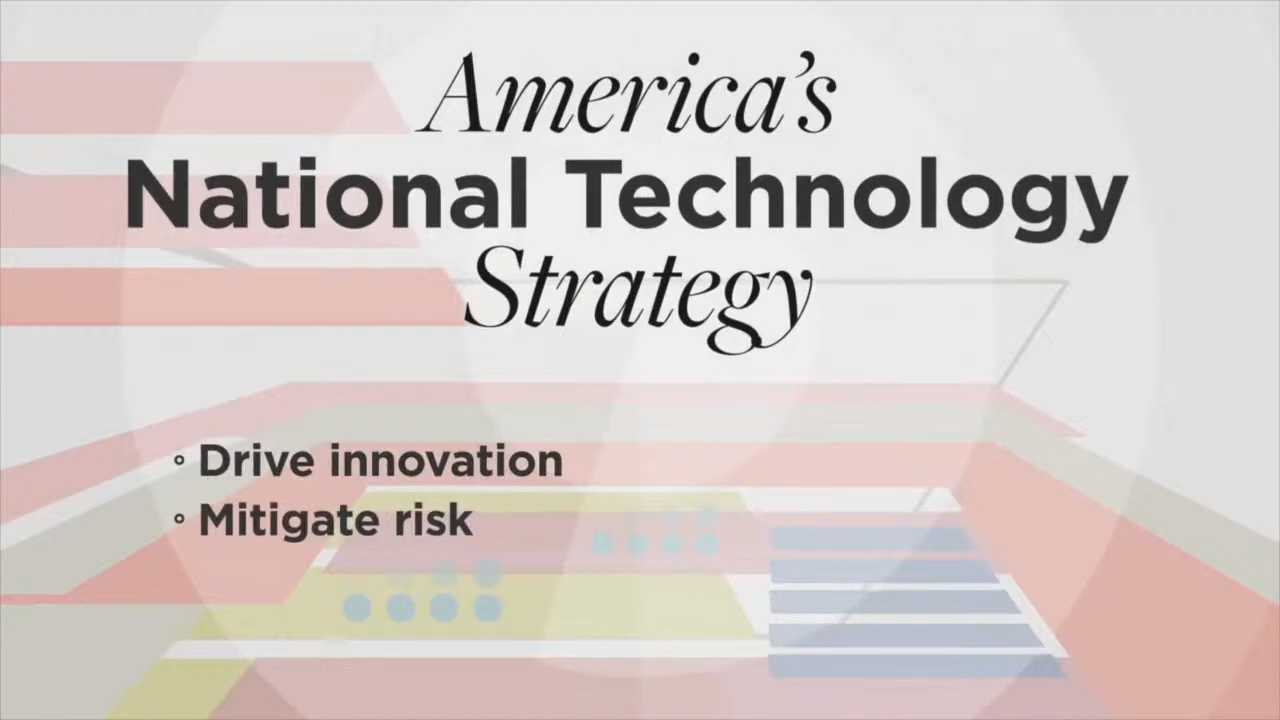 America’s
National Technology
Strategy
◦ Drive innovation
◦ Mitigate risk